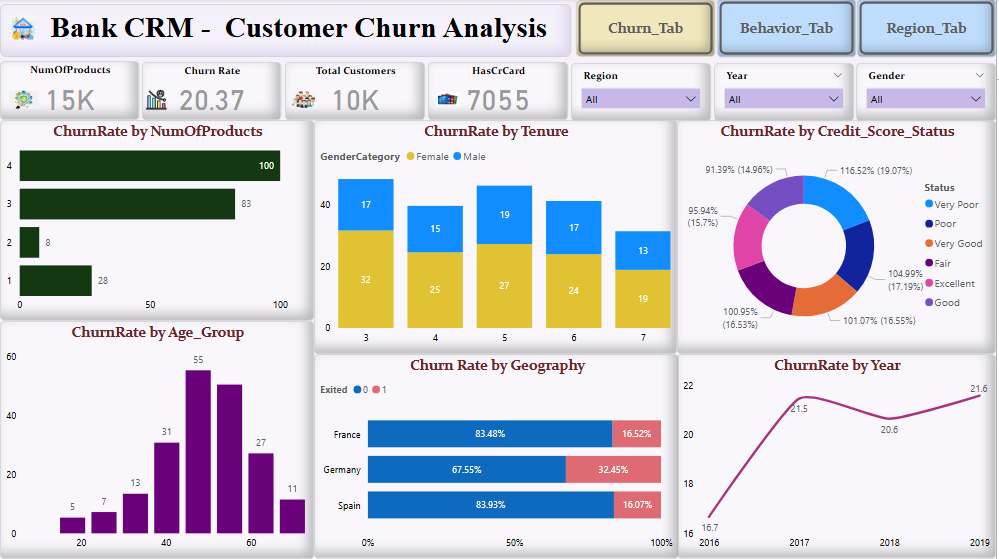 Bank CRM - Customer Churn Analysis
Churn_Tab
Behavior_Tab
Region_Tab
NumOfProducts
15K
Churn Rate
20.37
Total Customers
10K
HasCrCard
7055
Region
All
Year
All
Gender
All
ChurnRate by NumOfProducts
4
100
3
83
2
8
1
28
0 50 100
ChurnRate by Tenure
GenderCategory Female Male
40
20
0
17 15 19 17 13
32 25 27 24 19
3 4 5 6 7
ChurnRate by Credit_Score_Status
91.39% (14.96%)
116.52% (19.07%)
95.94%
(15.7%)
104.99%
(17.19%)
100.95%
(16.53%)
101.07% (16.55%)
Status
Very Poor
Poor
Very Good
Fair
Excellent
Good
ChurnRate by Age_Group
60
40
20
0
5 7 13 31 55 27 11
20 40 60
Churn Rate by Geography
Exited 0 1
France 83.48% 16.52%
Germany 67.55% 32.45%
Spain 83.93% 16.07%
0% 50% 100%
ChurnRate by Year
22
20
18
16
16.7
21.5
20.6
21.6
2016 2017 2018 2019